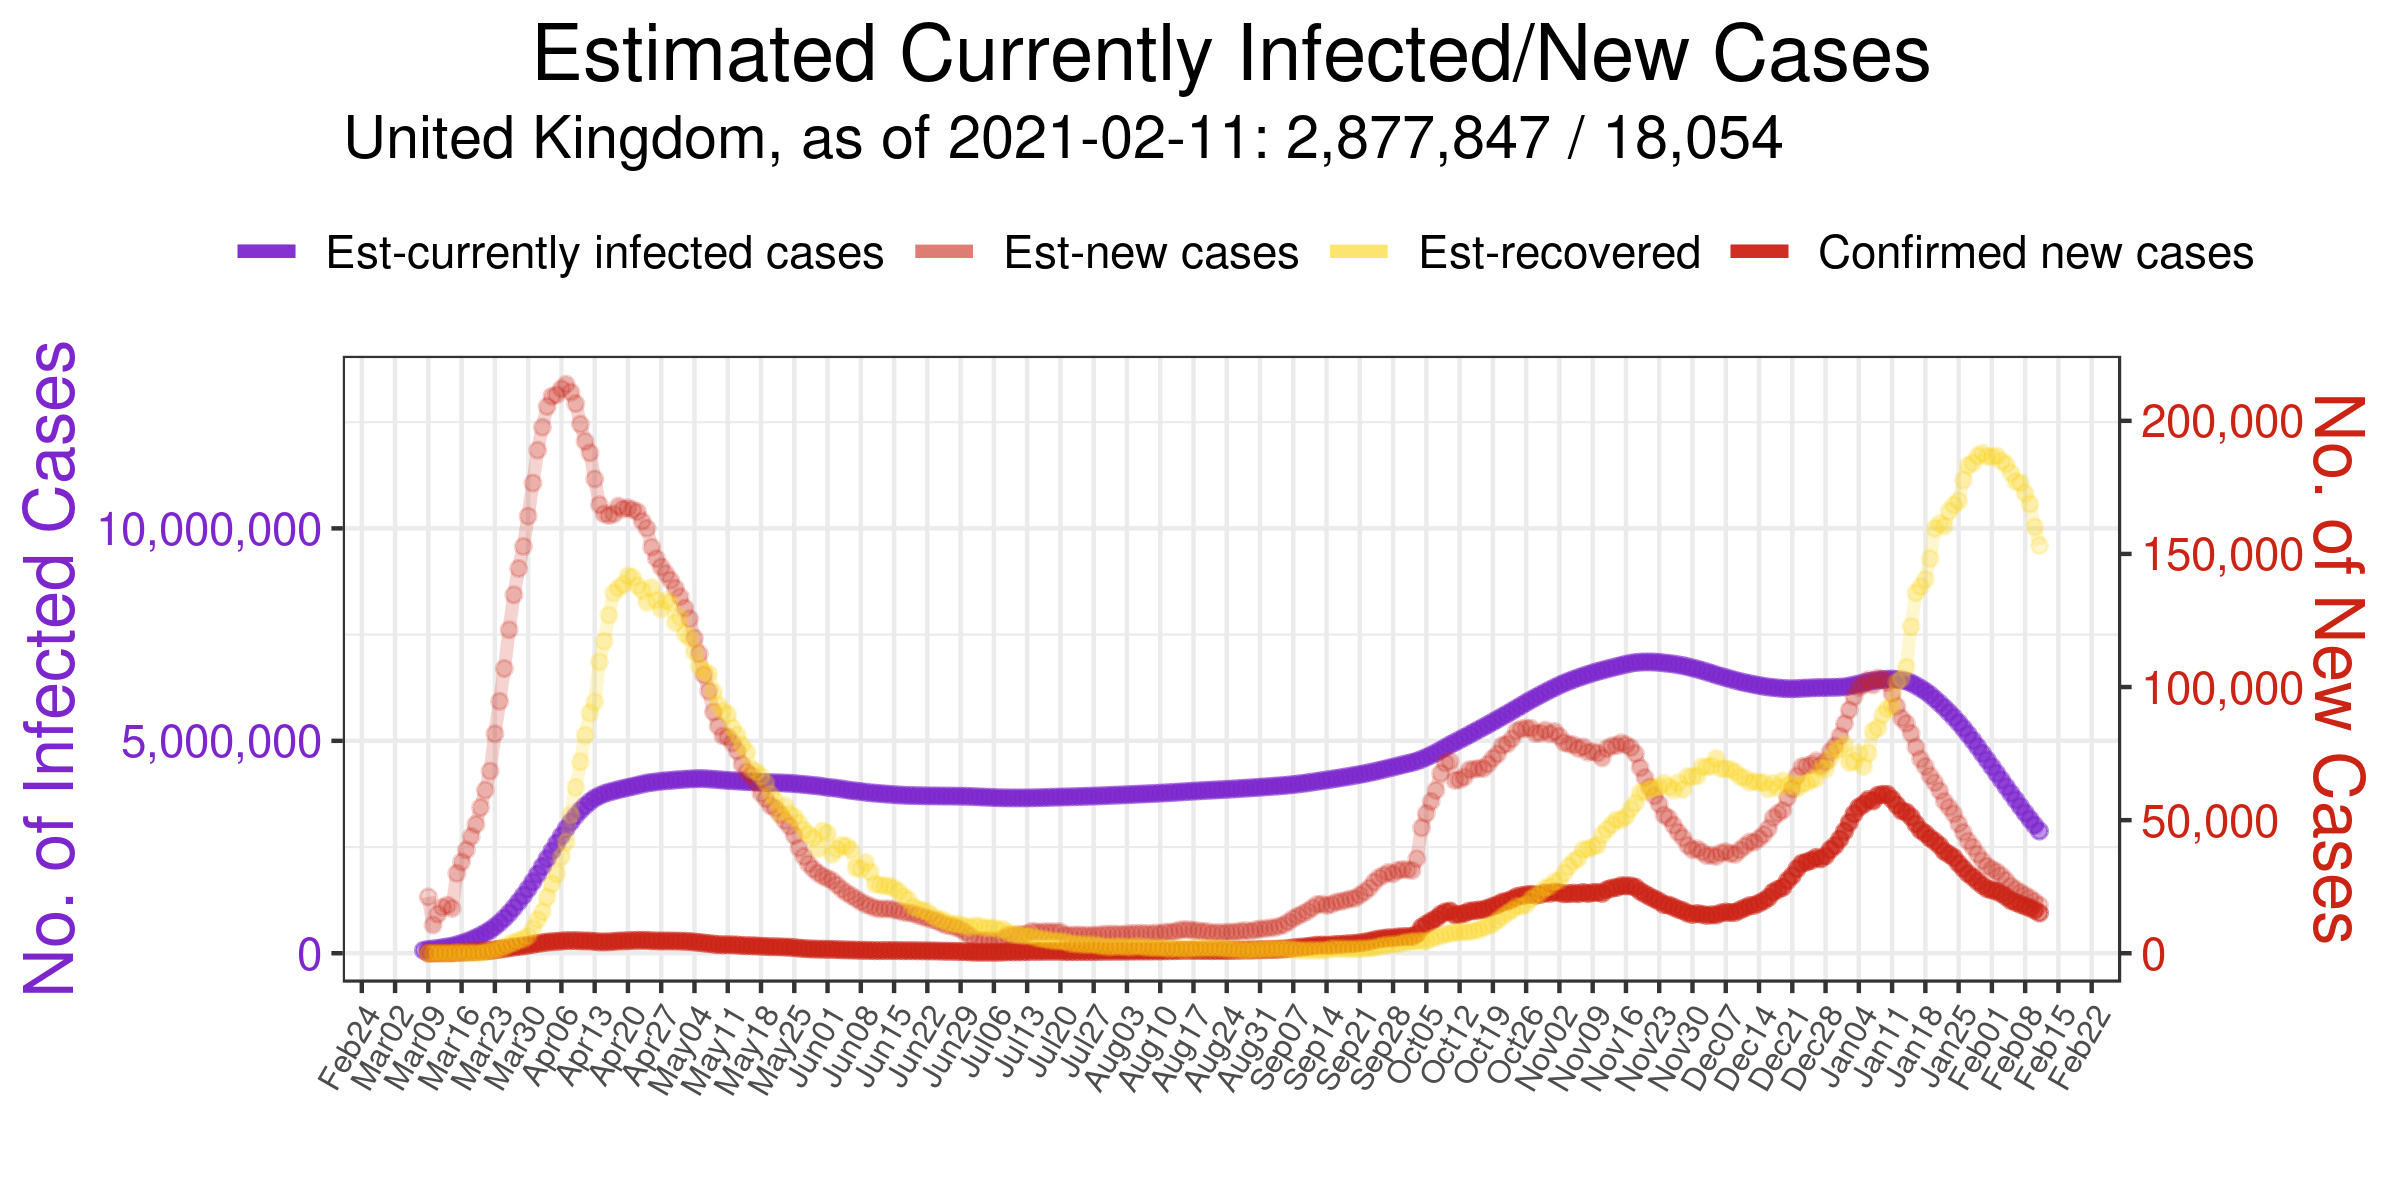 Estimated Currently Infected/New Cases
United Kingdom, as of 2021-02-11: 2,877,847 / 18,054
Est-currently infected cases Est-new cases Est-recovered Confirmed new cases
No. of Infected Cases
10,000,000
5,000,000
0
200,000
150,000
100,000
50,000
0
No. of New Cases
Feb24 Mar02 Mar09 Mar16 Mar23 Mar30 Apr06 Apr13 Apr20 Apr27 May04 May11 May18 May25 Jun01 Jun08 Jun15 Jun22 Jun29 Jul06 Jul13 Jul20 Jul27 Aug03 Aug10 Aug17 Aug24 Aug31 Sep07 Sep14 Sep21 Sep28 Oct05 Oct12 Oct19 Oct26 Nov02 Nov09 Nov16 Nov23 Nov30 Dec07 Dec14 Dec21 Dec28 Jan04 Jan11 Jan18 Jan25 Feb01 Feb08 Feb15 Feb22